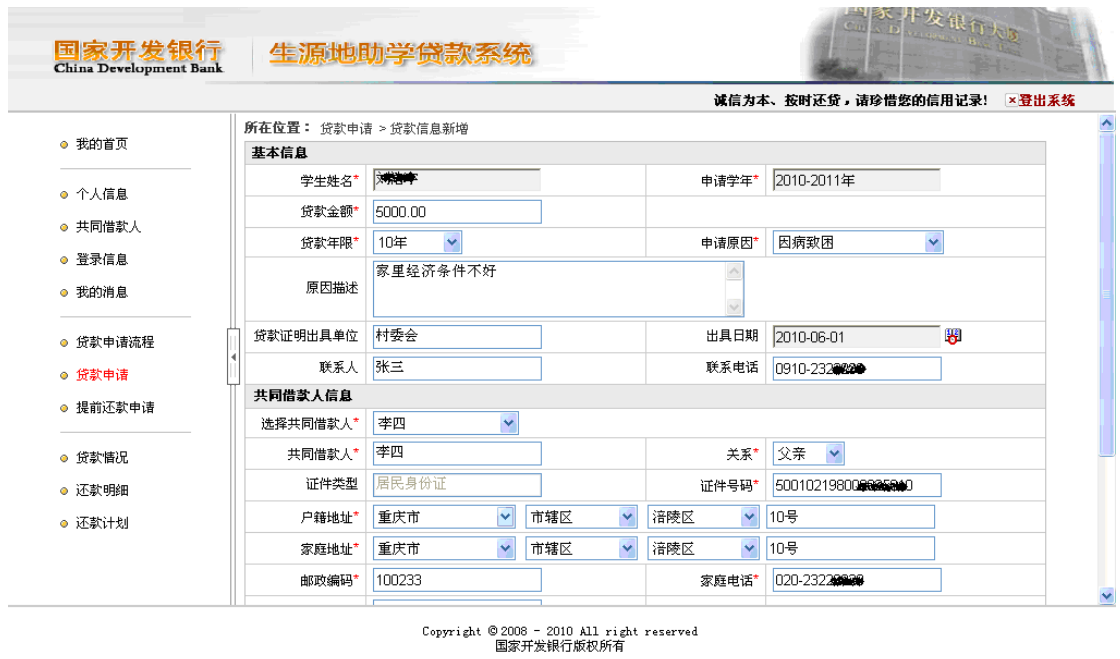 国家开发银行
China Development Bank
生源地助学贷款系统
诚信为本、按时还贷,请珍惜您的信用记录! 登出系统
我的首页
个人信息
共同借款人
登录信息
我的消息
贷款申请流程
贷款申请
提前还款申请
贷款情况
还款明细
还款计划
所在位置: 贷款申请 > 贷款信息新增
基本信息
学生姓名* 申请学年* 2010-2011年
贷款金额* 5000.00
贷款年限* 10年 申请原因* 因病致困
原因描述 家里经济条件不好
贷款证明出具单位 村委会 出具日期 2010-06-01
联系人 张三 联系电话 0910-232
共同借款人信息
选择共同借款人* 李四
共同借款人* 李四 关系* 父亲
证件类型 居民身份证 证件号码* 50010219800
户籍地址* 重庆市 市辖区 涪陵区 10号
家庭地址* 重庆市 市辖区 涪陵区 10号
邮政编码* 100233 家庭电话* 020-2322
Copyright ©2008 - 2010 All right reserved
国家开发银行版权所有